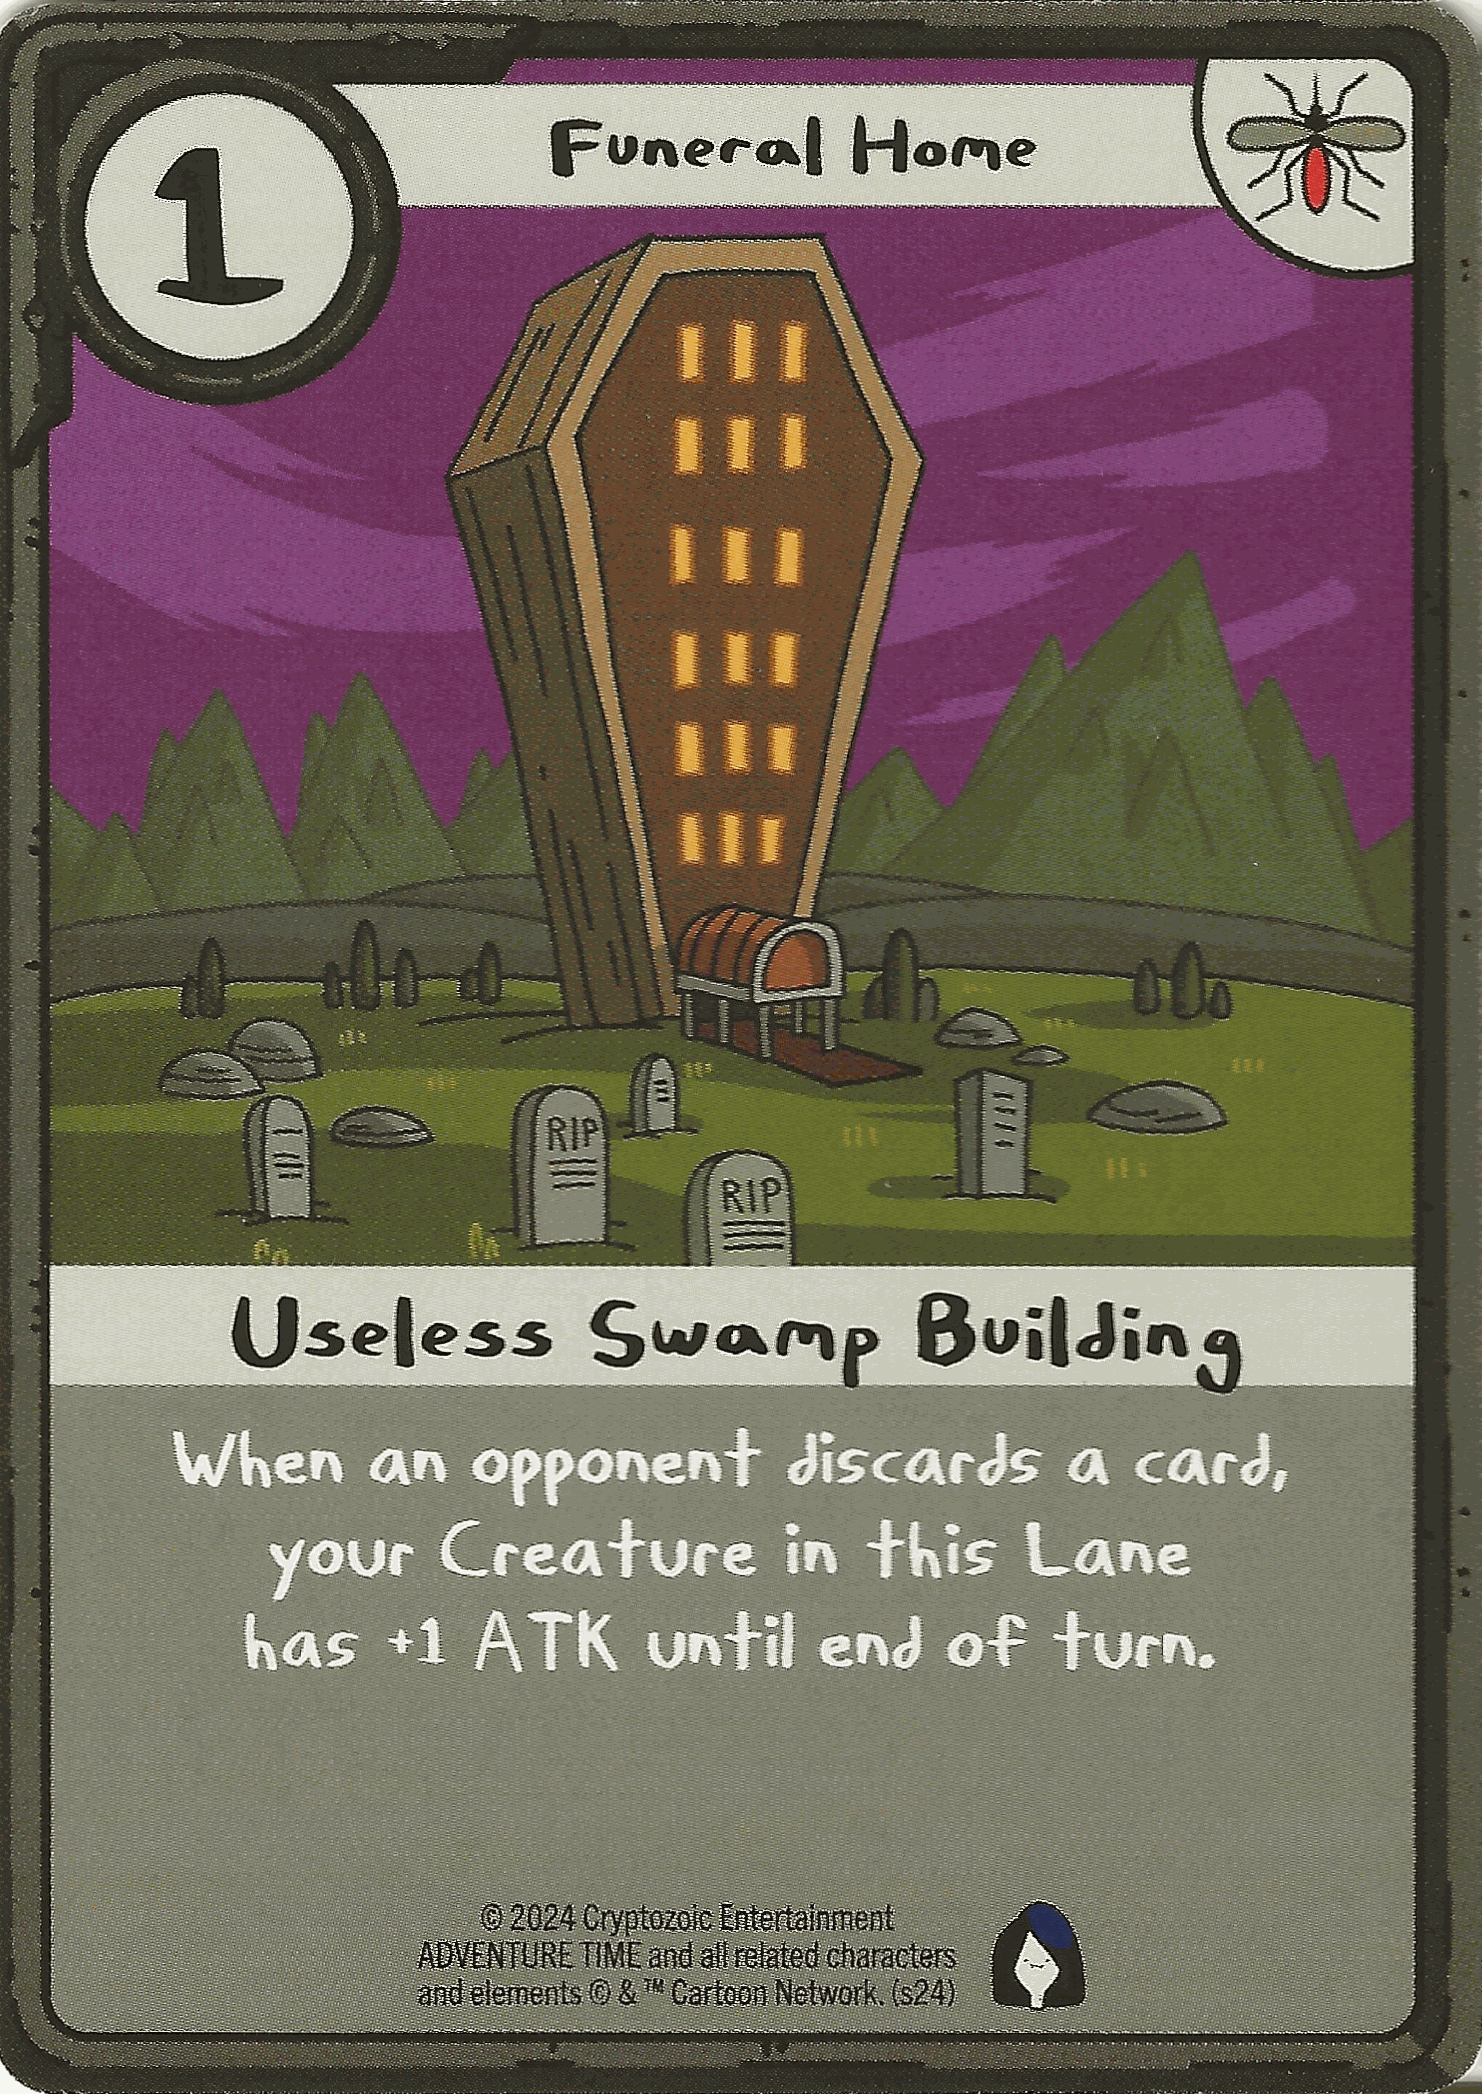 1
Funeral Home
RIP
RIP
Useless Swamp Building
When an opponent discards a card,
your Creature in this Lane
has +1 ATK until end of turn.
© 2024 Cryptozoic Entertainment
ADVENTURE TIME and all related characters
and elements © & ™ Cartoon Network. (s24)